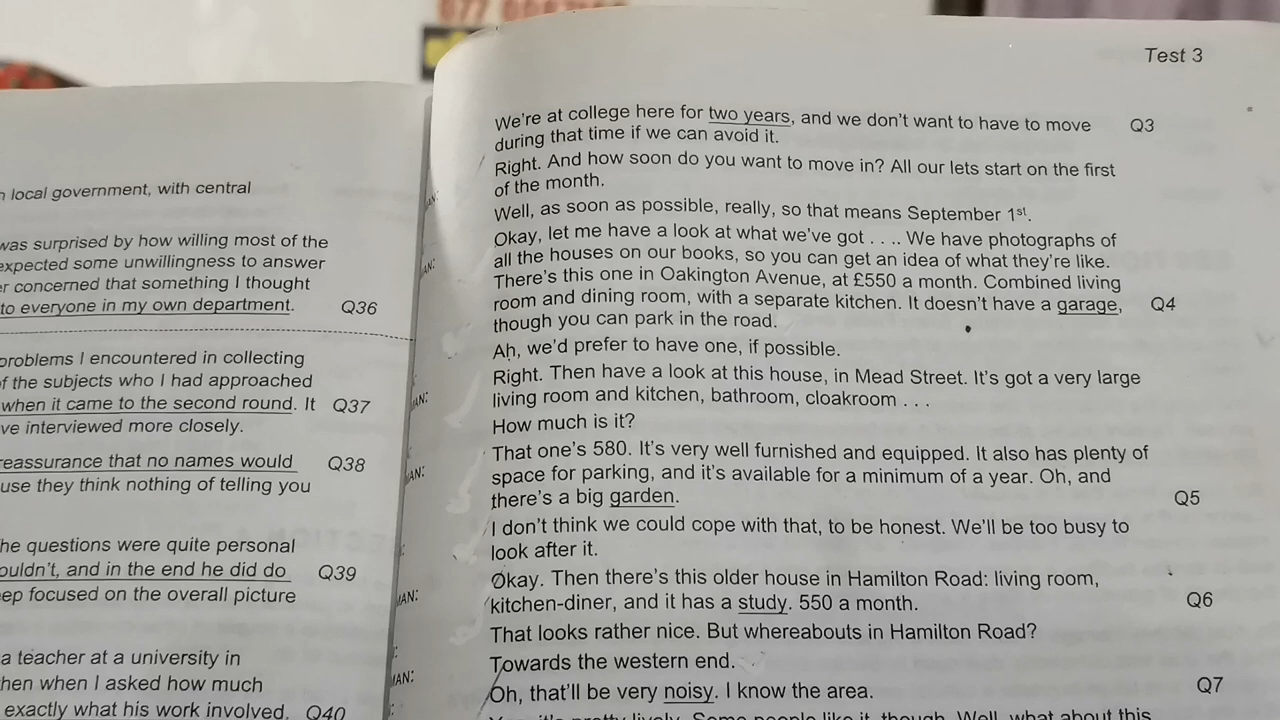 n local government, with central
was surprised by how willing most of the
expected some unwillingness to answer
er concerned that something I thought
to everyone in my own department. Q36
problems I encountered in collecting
of the subjects who I had approached
when it came to the second round. It Q37
ve interviewed more closely.
reassurance that no names would Q38
use they think nothing of telling you
he questions were quite personal
ouldn't, and in the end he did do Q39
ep focused on the overall picture
a teacher at a university in
hen when I asked how much
exactly what his work involved. Q40
Test 3
We're at college here for two years, and we don't want to have to move Q3
during that time if we can avoid it.
Right. And how soon do you want to move in? All our lets start on the first
of the month.
Well, as soon as possible, really, so that means September 1st.
Okay, let me have a look at what we've got . . .. We have photographs of
all the houses on our books, so you can get an idea of what they're like.
There's this one in Oakington Avenue, at £550 a month. Combined living
room and dining room, with a separate kitchen. It doesn't have a garage, Q4
though you can park in the road.
Ah, we'd prefer to have one, if possible.
Right. Then have a look at this house, in Mead Street. It's got a very large
MAN: living room and kitchen, bathroom, cloakroom . . .
How much is it?
That one's 580. It's very well furnished and equipped. It also has plenty of
space for parking, and it's available for a minimum of a year. Oh, and
there's a big garden. Q5
I don't think we could cope with that, to be honest. We'll be too busy to
look after it.
Okay. Then there's this older house in Hamilton Road: living room,
MAN: kitchen-diner, and it has a study. 550 a month. Q6
That looks rather nice. But whereabouts in Hamilton Road?
MAN: Towards the western end.
Oh, that'll be very noisy. I know the area. Q7